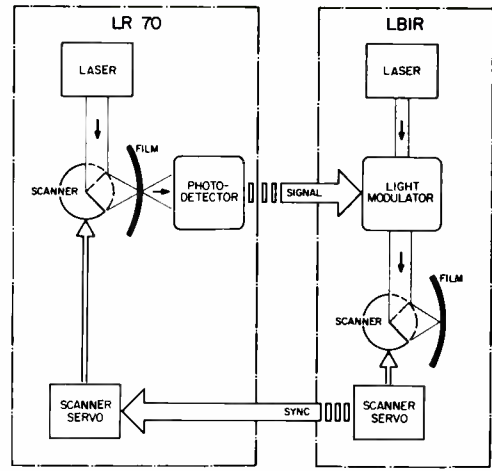 LR 70
LBIR
LASER
LASER
FILM
SCANNER
PHOTO-
DETECTOR
SIGNAL
LIGHT
MODULATOR
FILM
SCANNER
SCANNER
SERVO
SYNC
SCANNER
SERVO